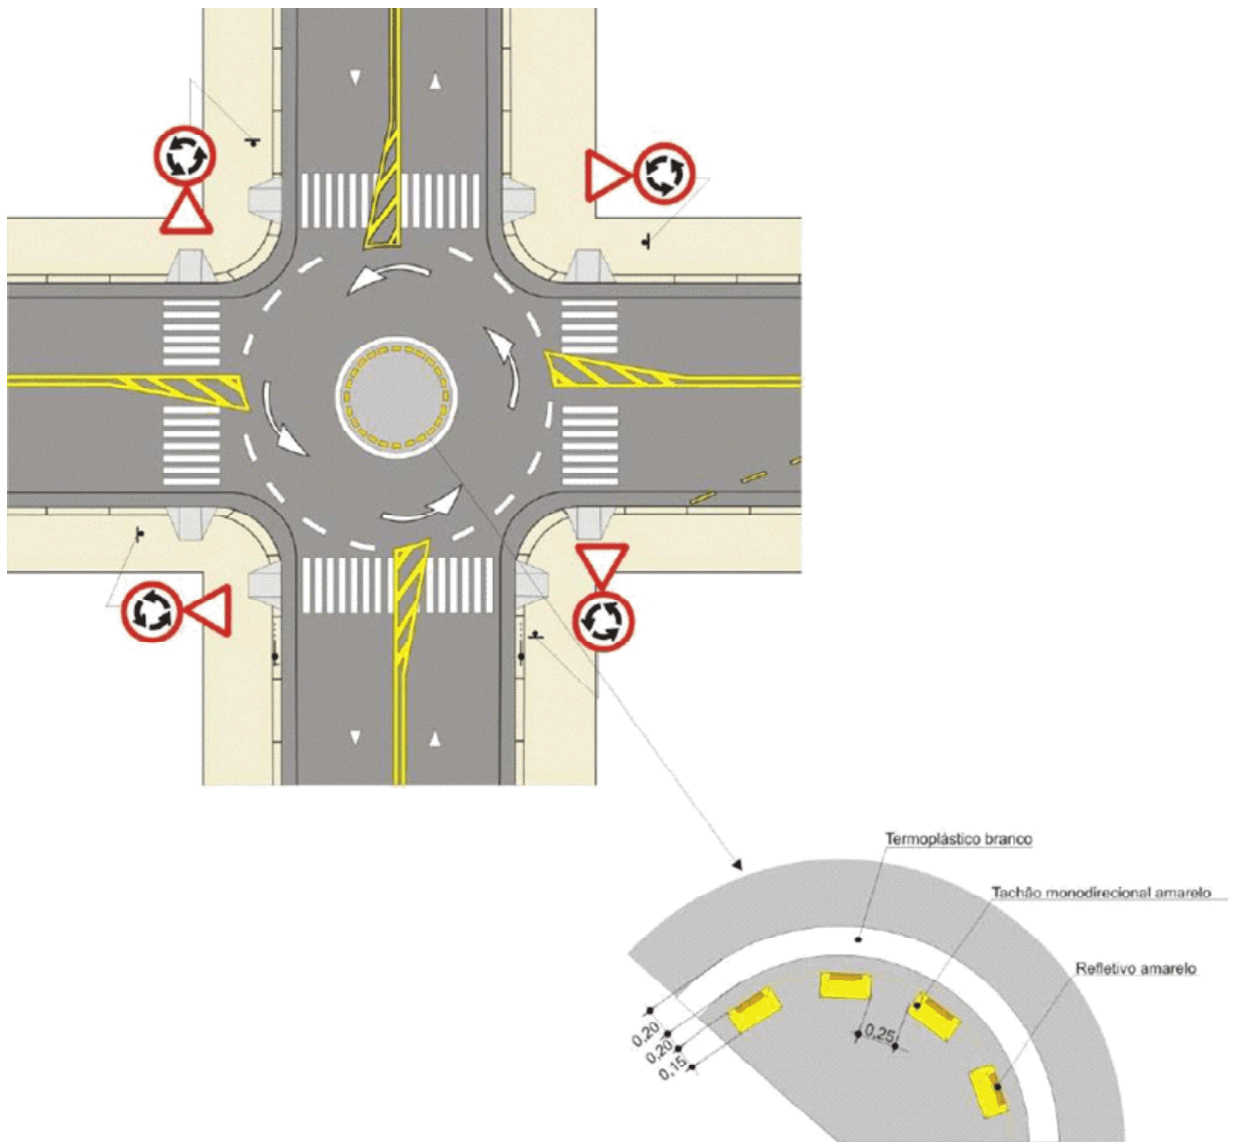 Termoplástico branco
Tachão monodirecional amarelo
Refletivo amarelo
0,20
0,20
0,15
0,25